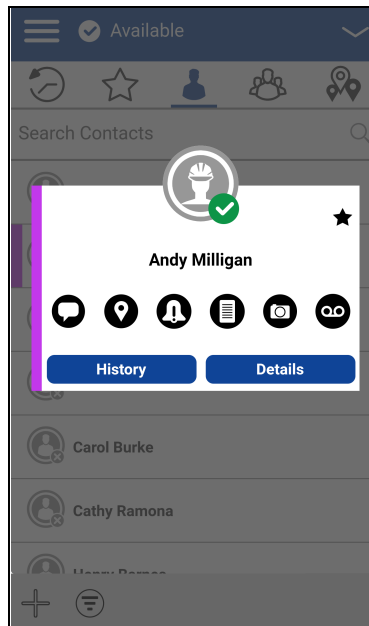 Available
Search Contacts
Andy Milligan
History
Details
Carol Burke
Cathy Ramona